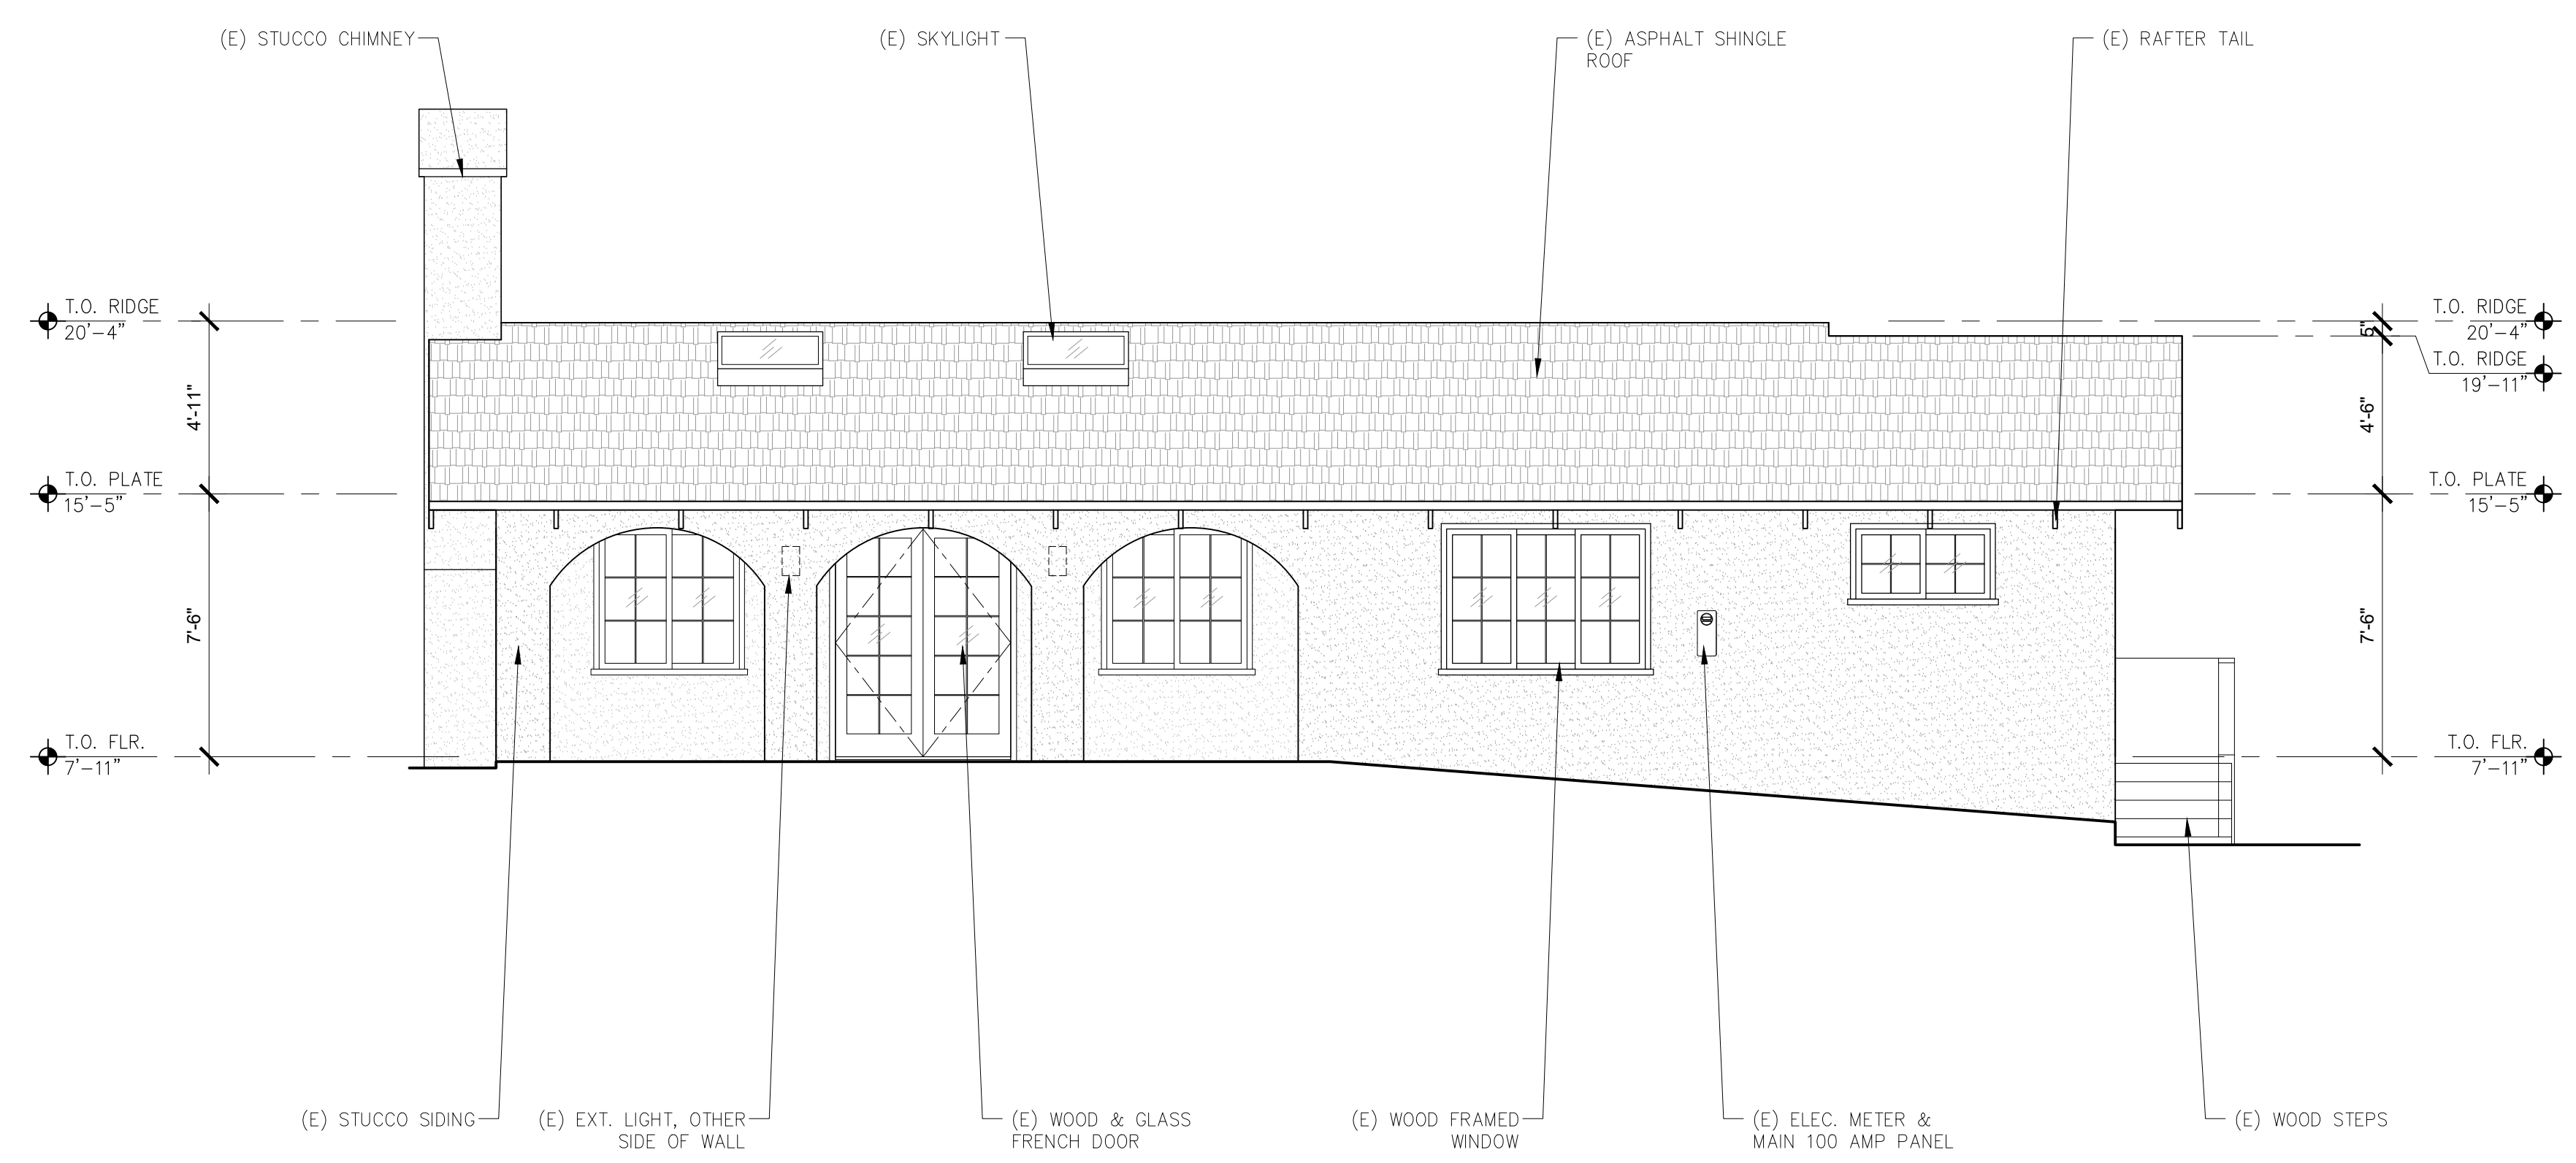 (E) STUCCO CHIMNEY
(E) SKYLIGHT
(E) ASPHALT SHINGLE
ROOF
(E) RAFTER TAIL
T.O. RIDGE
20'-4"
4'-11"
T.O. PLATE
15'-5"
7'-6"
T.O. FLR.
7'-11"
T.O. RIDGE
20'-4"
5"
T.O. RIDGE
19'-11"
4'-6"
T.O. PLATE
15'-5"
7'-6"
T.O. FLR.
7'-11"
(E) STUCCO SIDING
(E) EXT. LIGHT, OTHER
SIDE OF WALL
(E) WOOD & GLASS
FRENCH DOOR
(E) WOOD FRAMED
WINDOW
(E) ELEC. METER &
MAIN 100 AMP PANEL
(E) WOOD STEPS